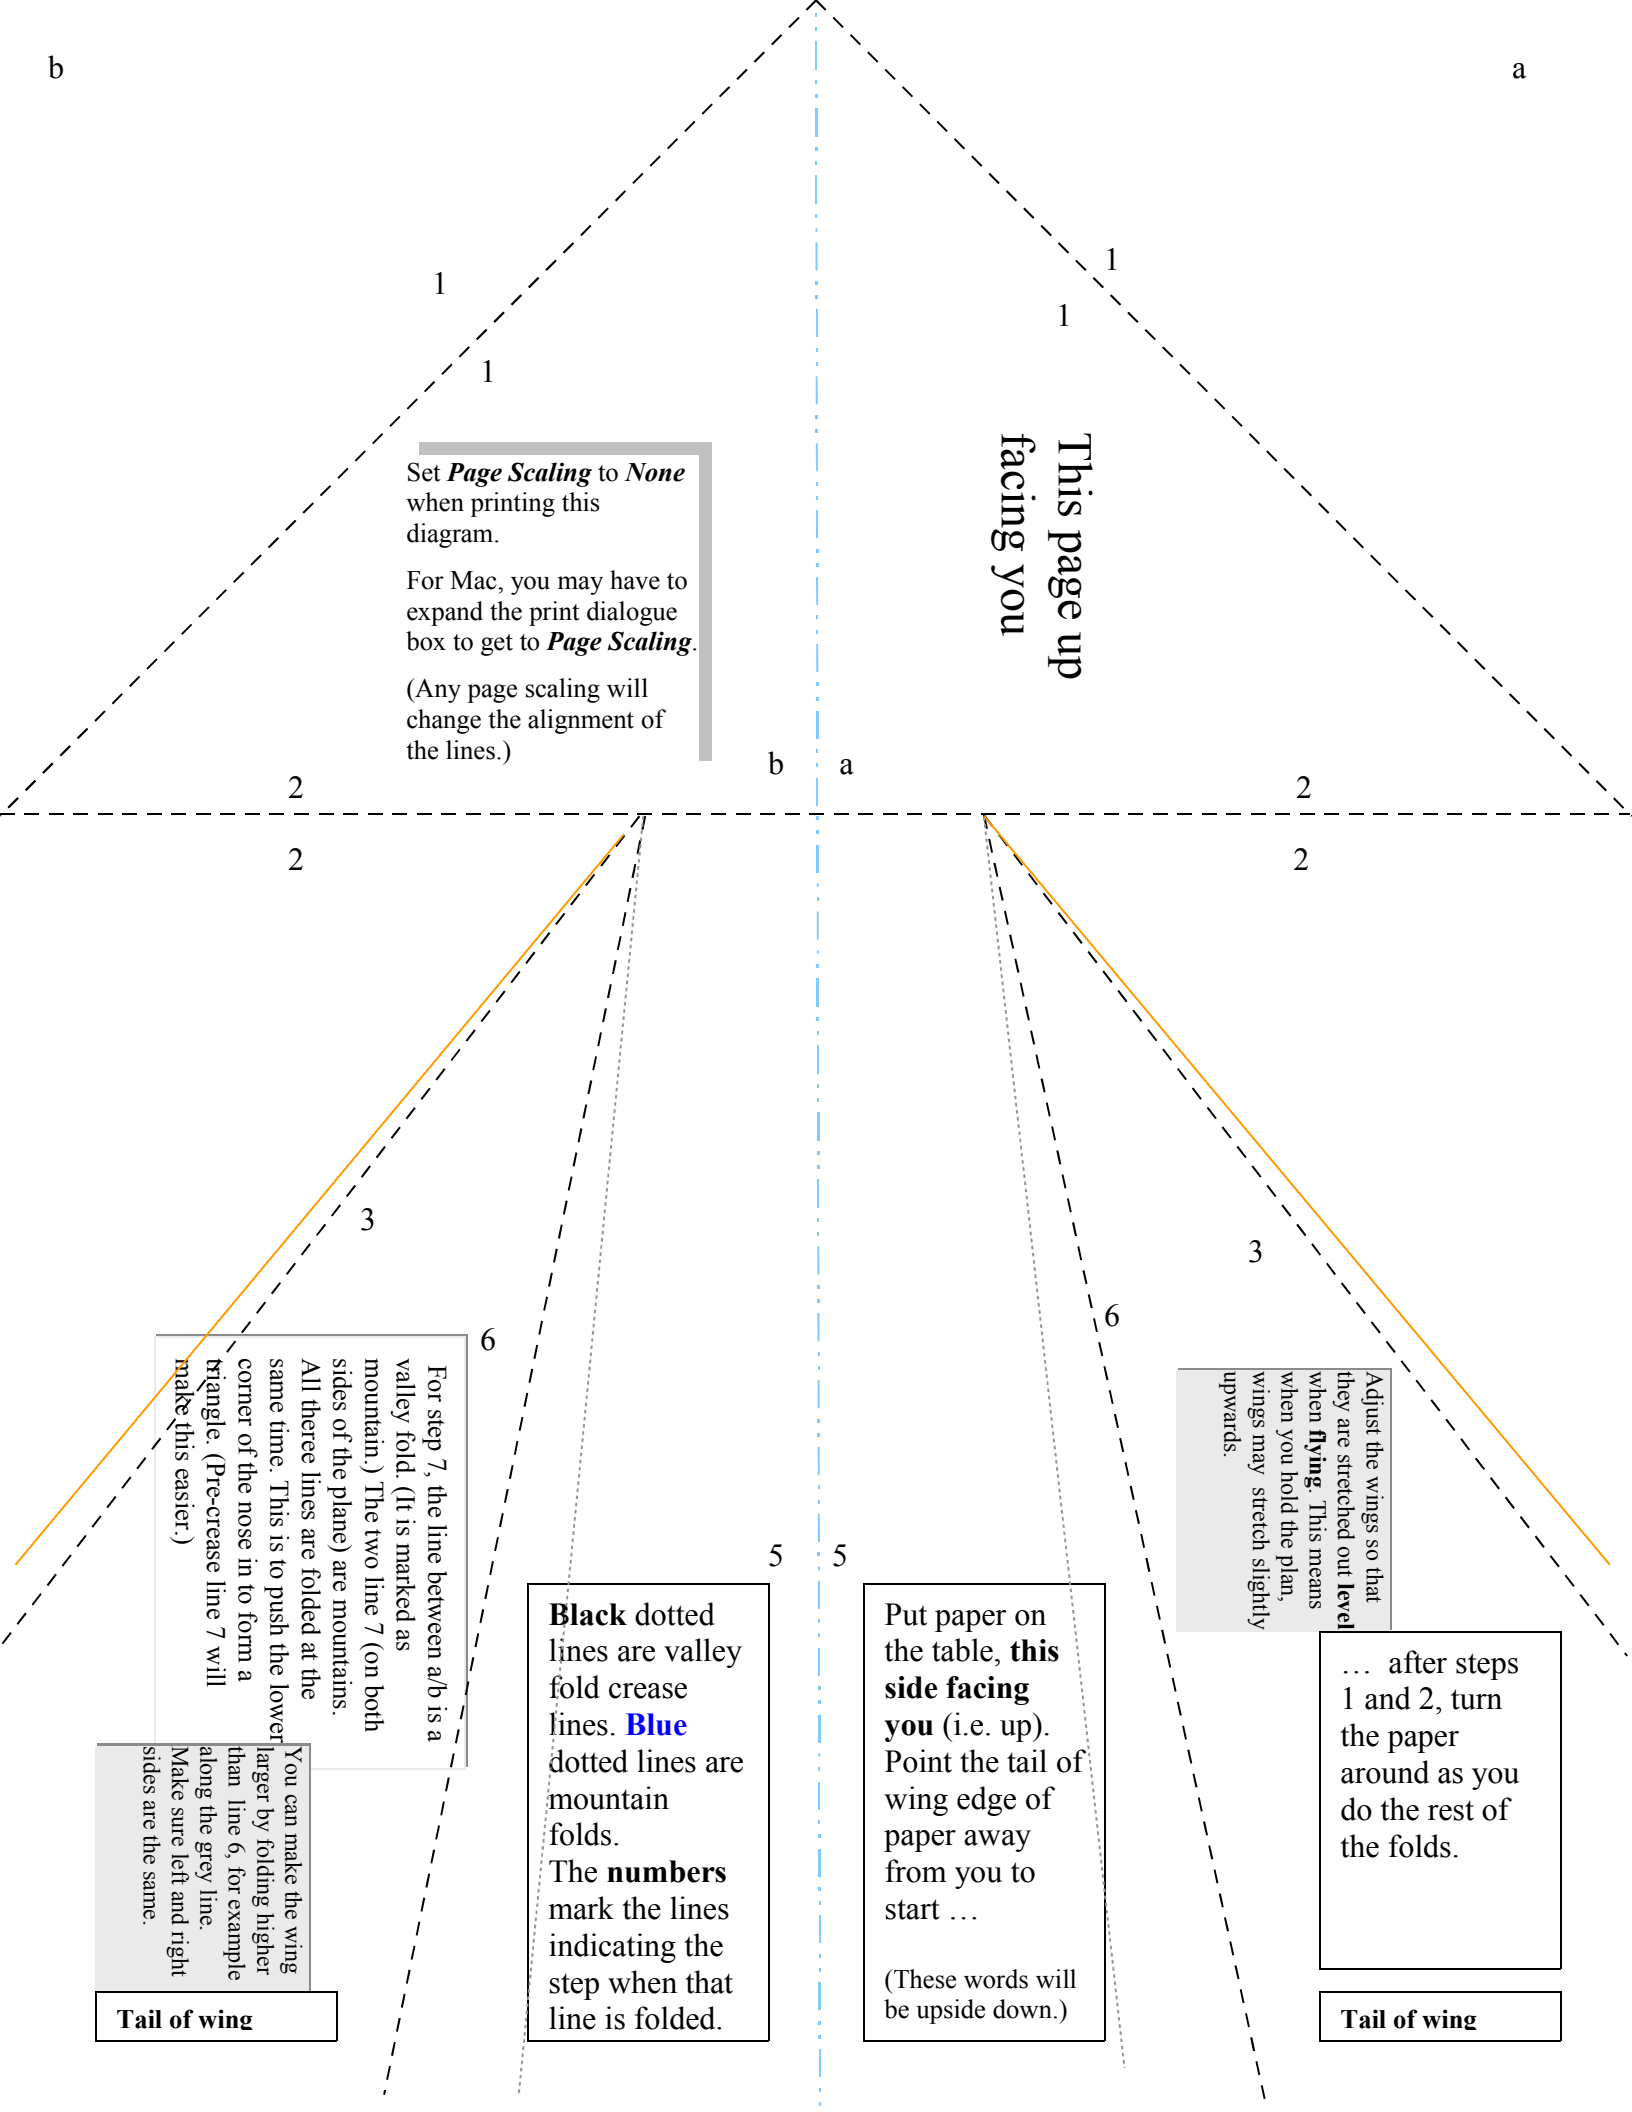 b
a
1
1
1
1
This page up
facing you
Set Page Scaling to None
when printing this
diagram.
For Mac, you may have to
expand the print dialogue
box to get to Page Scaling.
(Any page scaling will
change the alignment of
the lines.)
b
a
2
2
2
2
3
3
6
6
For step 7, the line between a/b is a
valley fold. (It is marked as
mountain.) The two line 7 (on both
sides of the plane) are mountains.
All theree lines are folded at the
same time. This is to push the lower
corner of the nose in to form a
triangle. (Pre-crease line 7 will
make this easier.)
Adjust the wings so that
they are stretched out level
when flying. This means
when you hold the plan,
wings may stretch slightly
upwards.
5
5
Black dotted
lines are valley
fold crease
lines. Blue
dotted lines are
mountain
folds.
The numbers
mark the lines
indicating the
step when that
line is folded.
Put paper on
the table, this
side facing
you (i.e. up).
Point the tail of
wing edge of
paper away
from you to
start …
(These words will
be upside down.)
… after steps
1 and 2, turn
the paper
around as you
do the rest of
the folds.
You can make the wing
larger by folding higher
than line 6, for example
along the grey line.
Make sure left and right
sides are the same.
Tail of wing
Tail of wing